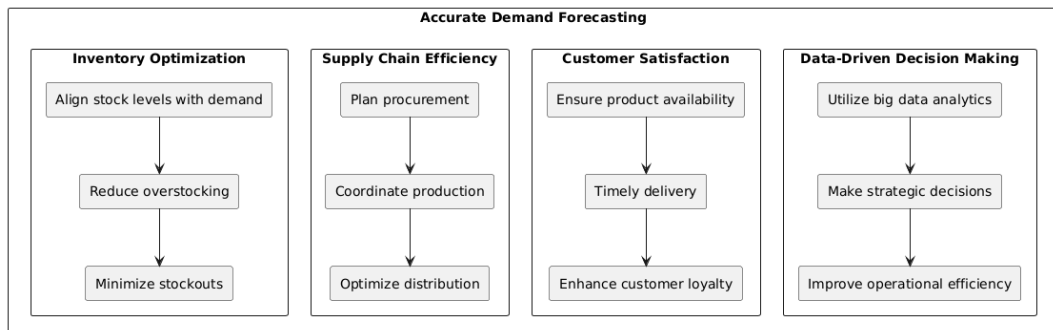 Accurate Demand Forecasting
Inventory Optimization
Align stock levels with demand
Reduce overstocking
Minimize stockouts
Supply Chain Efficiency
Plan procurement
Coordinate production
Optimize distribution
Customer Satisfaction
Ensure product availability
Timely delivery
Enhance customer loyalty
Data-Driven Decision Making
Utilize big data analytics
Make strategic decisions
Improve operational efficiency